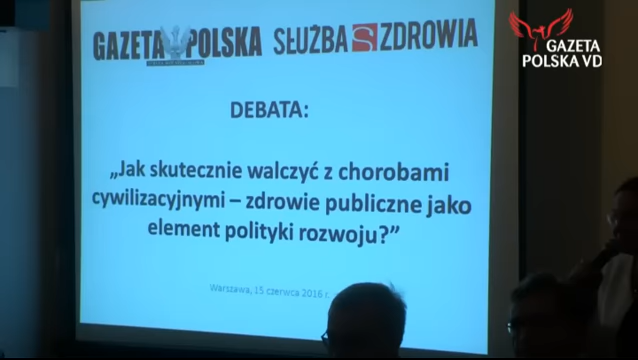 GAZETA POLSKA SŁUŻBA ZDROWIA
GAZETA
POLSKA VD
DEBATA:
„Jak skutecznie walczyć z chorobami
cywilizacyjnymi – zdrowie publiczne jako
element polityki rozwoju?”
Warszawa, 15 czerwca 2016 r.